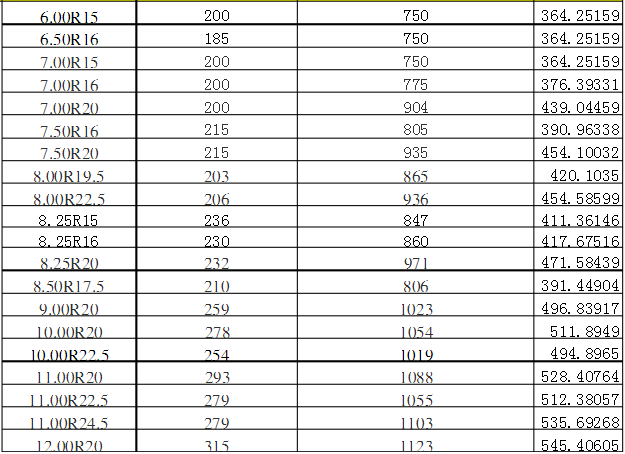 6.00R15 200 750 364.25159
6.50R16 185 750 364.25159
7.00R15 200 750 364.25159
7.00R16 200 775 376.39331
7.00R20 200 904 439.04459
7.50R16 215 805 390.96338
7.50R20 215 935 454.10032
8.00R19.5 203 865 420.1035
8.00R22.5 206 936 454.58599
8.25R15 236 847 411.36146
8.25R16 230 860 417.67516
8.25R20 232 971 471.58439
8.50R17.5 210 806 391.44904
9.00R20 259 1023 496.83917
10.00R20 278 1054 511.8949
10.00R22.5 254 1019 494.8965
11.00R20 293 1088 528.40764
11.00R22.5 279 1055 512.38057
11.00R24.5 279 1103 535.69268
12.00R20 315 1123 545.40605